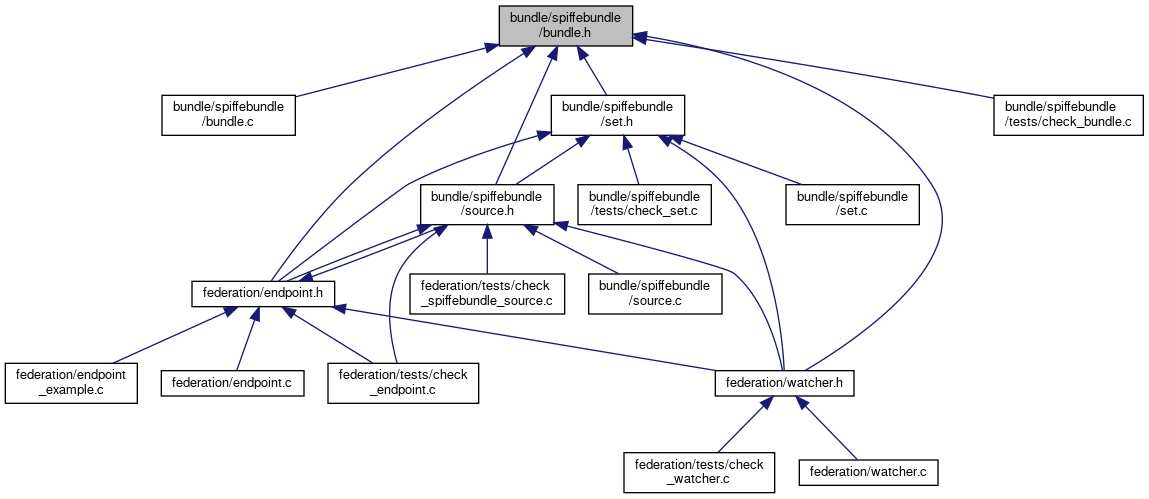 bundle/spiffebundle
/bundle.h
bundle/spiffebundle
/bundle.c
bundle/spiffebundle
/set.h
bundle/spiffebundle
/tests/check_bundle.c
bundle/spiffebundle
/source.h
bundle/spiffebundle
/tests/check_set.c
bundle/spiffebundle
/set.c
federation/endpoint.h
federation/tests/check
_spiffebundle_source.c
bundle/spiffebundle
/source.c
federation/endpoint
_example.c
federation/endpoint.c
federation/tests/check
_endpoint.c
federation/watcher.h
federation/tests/check
_watcher.c
federation/watcher.c